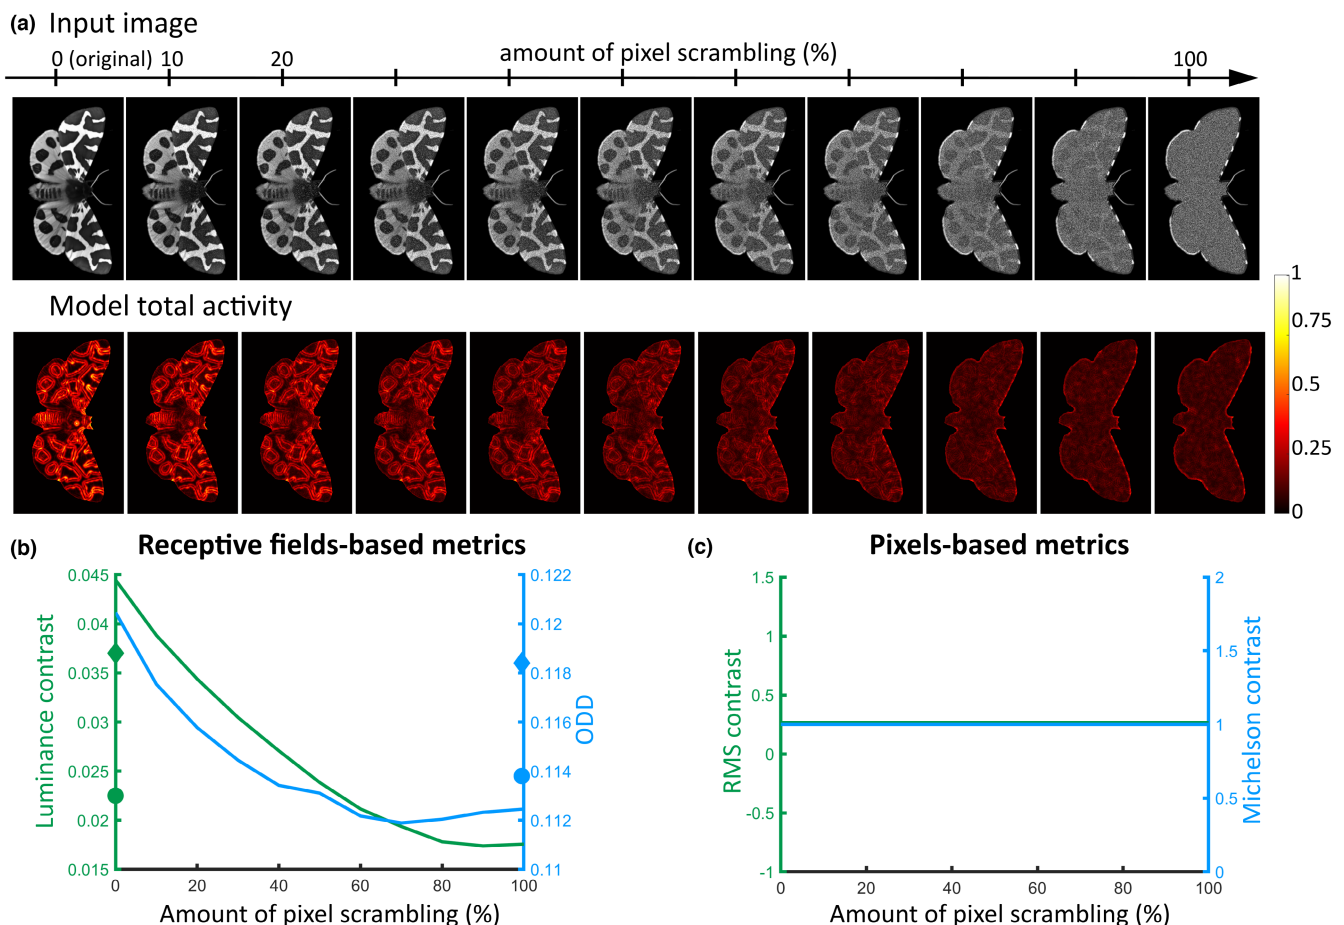 (a) Input image
amount of pixel scrambling (%)
0 (original) 10 20 100
Model total activity
1
0.75
0.5
0.25
0
(b) Receptive fields-based metrics
Luminance contrast
0.045
0.04
0.035
0.03
0.025
0.02
0.015
0.122
0.12
0.118
0.116
0.114
0.112
0.11
ODD
0 20 40 60 80 100
Amount of pixel scrambling (%)
(c) Pixels-based metrics
RMS contrast
1.5
1
0.5
0
-0.5
-1
2
1.5
1
0.5
0
Michelson contrast
0 20 40 60 80 100
Amount of pixel scrambling (%)